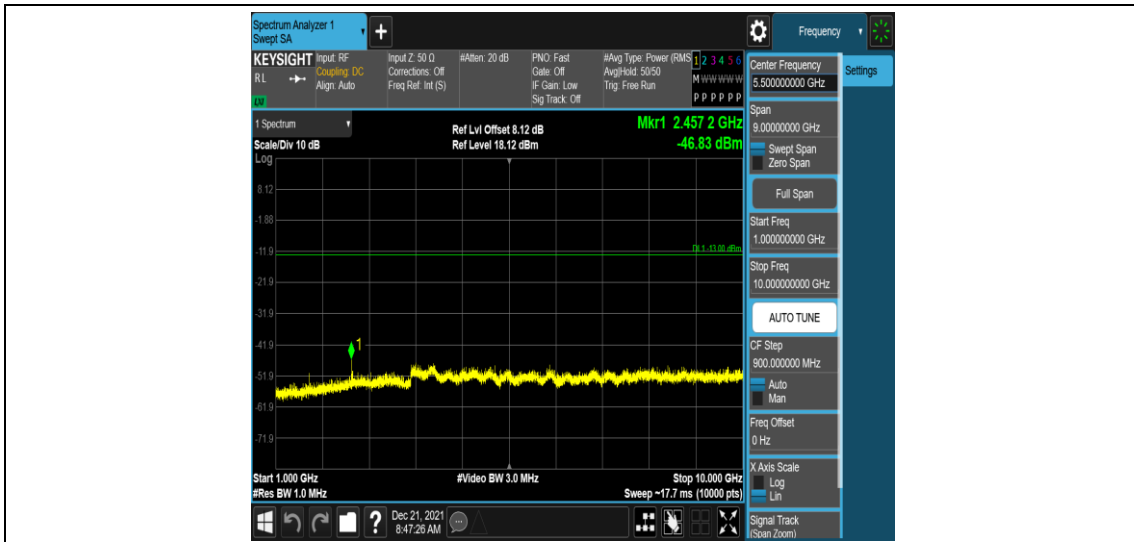 Spectrum Analyzer 1
Swept SA
+
Frequency
KEYSIGHT
RL
LXI
Input: RF
Coupling: DC
Align: Auto
Input Z: 50 Ω
Corrections: Off
Freq Ref: Int (S)
#Atten: 20 dB
PNO: Fast
Gate: Off
IF Gain: Low
Sig Track: Off
#Avg Type: Power (RMS
Avg|Hold: 50/50
Trig: Free Run
1 2 3 4 5 6
M W W W W W
P P P P P P
1 Spectrum
Scale/Div 10 dB
Log
Ref Lvl Offset 8.12 dB
Ref Level 18.12 dBm
Mkr1 2.457 2 GHz
-46.83 dBm
8.12
-1.88
-11.9
DL1 -13.00 dBm
-21.9
-31.9
-41.9
1
-51.9
-61.9
-71.9
Start 1.000 GHz
#Res BW 1.0 MHz
#Video BW 3.0 MHz
Stop 10.000 GHz
Sweep ~17.7 ms (10000 pts)
?
Dec 21, 2021
8:47:26 AM
Settings
Center Frequency
5.500000000 GHz
Span
9.00000000 GHz
Swept Span
Zero Span
Full Span
Start Freq
1.000000000 GHz
Stop Freq
10.000000000 GHz
AUTO TUNE
CF Step
900.000000 MHz
Auto
Man
Freq Offset
0 Hz
X Axis Scale
Log
Lin
Signal Track
(Span Zoom)